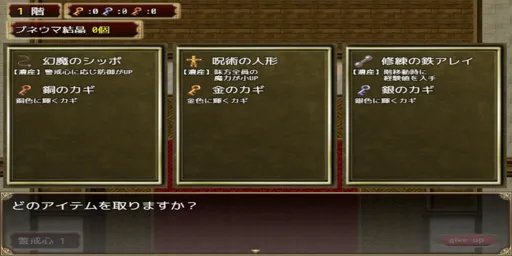 1 階
:0 :0 :0
プネウマ結晶 0個
幻魔のシッポ
【遺産】警戒心に応じ防御がUP
銅のカギ
銅色に輝くカギ
呪術の人形
【遺産】味方全員の
魔力が小UP
金のカギ
金色に輝くカギ
修練の鉄アレイ
【遺産】階移動時に
経験値を入手
銀のカギ
銀色に輝くカギ
どのアイテムを取りますか？
警戒心 1
give up